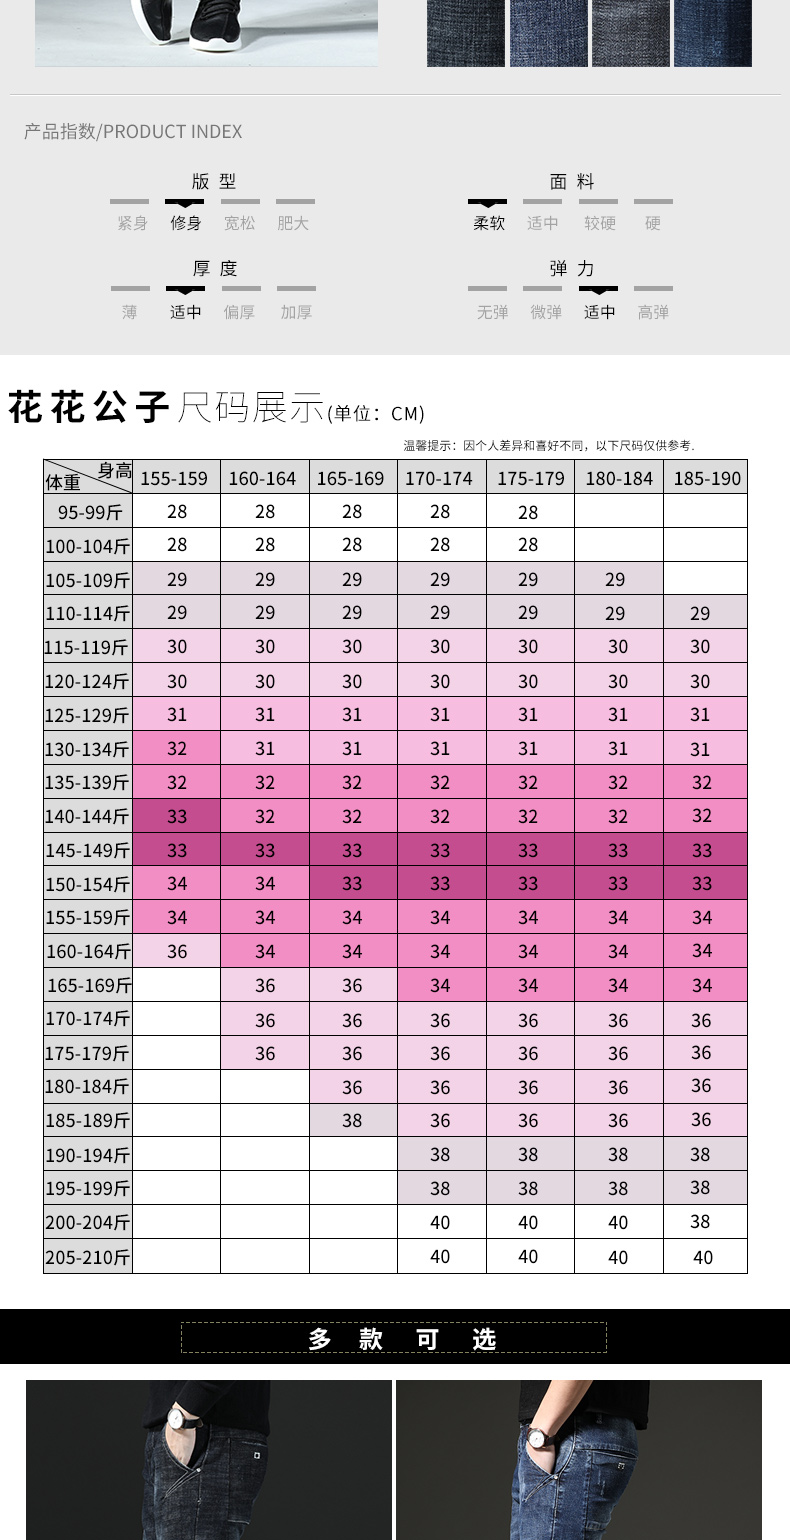 产品指数/PRODUCT INDEX
版 型 面 料
紧身 修身 宽松 肥大 柔软 适中 较硬 硬
厚 度 弹 力
薄 适中 偏厚 加厚 无弹 微弹 适中 高弹
花花公子尺码展示(单位：CM)
温馨提示：因个人差异和喜好不同，以下尺码仅供参考.
身高 体重 155-159 160-164 165-169 170-174 175-179 180-184 185-190
95-99斤 28 28 28 28 28
100-104斤 28 28 28 28 28
105-109斤 29 29 29 29 29 29
110-114斤 29 29 29 29 29 29 29
115-119斤 30 30 30 30 30 30 30
120-124斤 30 30 30 30 30 30 30
125-129斤 31 31 31 31 31 31 31
130-134斤 32 31 31 31 31 31 31
135-139斤 32 32 32 32 32 32 32
140-144斤 33 32 32 32 32 32 32
145-149斤 33 33 33 33 33 33 33
150-154斤 34 34 33 33 33 33 33
155-159斤 34 34 34 34 34 34 34
160-164斤 36 34 34 34 34 34 34
165-169斤 36 36 34 34 34 34
170-174斤 36 36 36 36 36 36
175-179斤 36 36 36 36 36 36
180-184斤 36 36 36 36 36
185-189斤 38 36 36 36 36
190-194斤 38 38 38 38
195-199斤 38 38 38 38
200-204斤 40 40 40 38
205-210斤 40 40 40 40
多 款 可 选